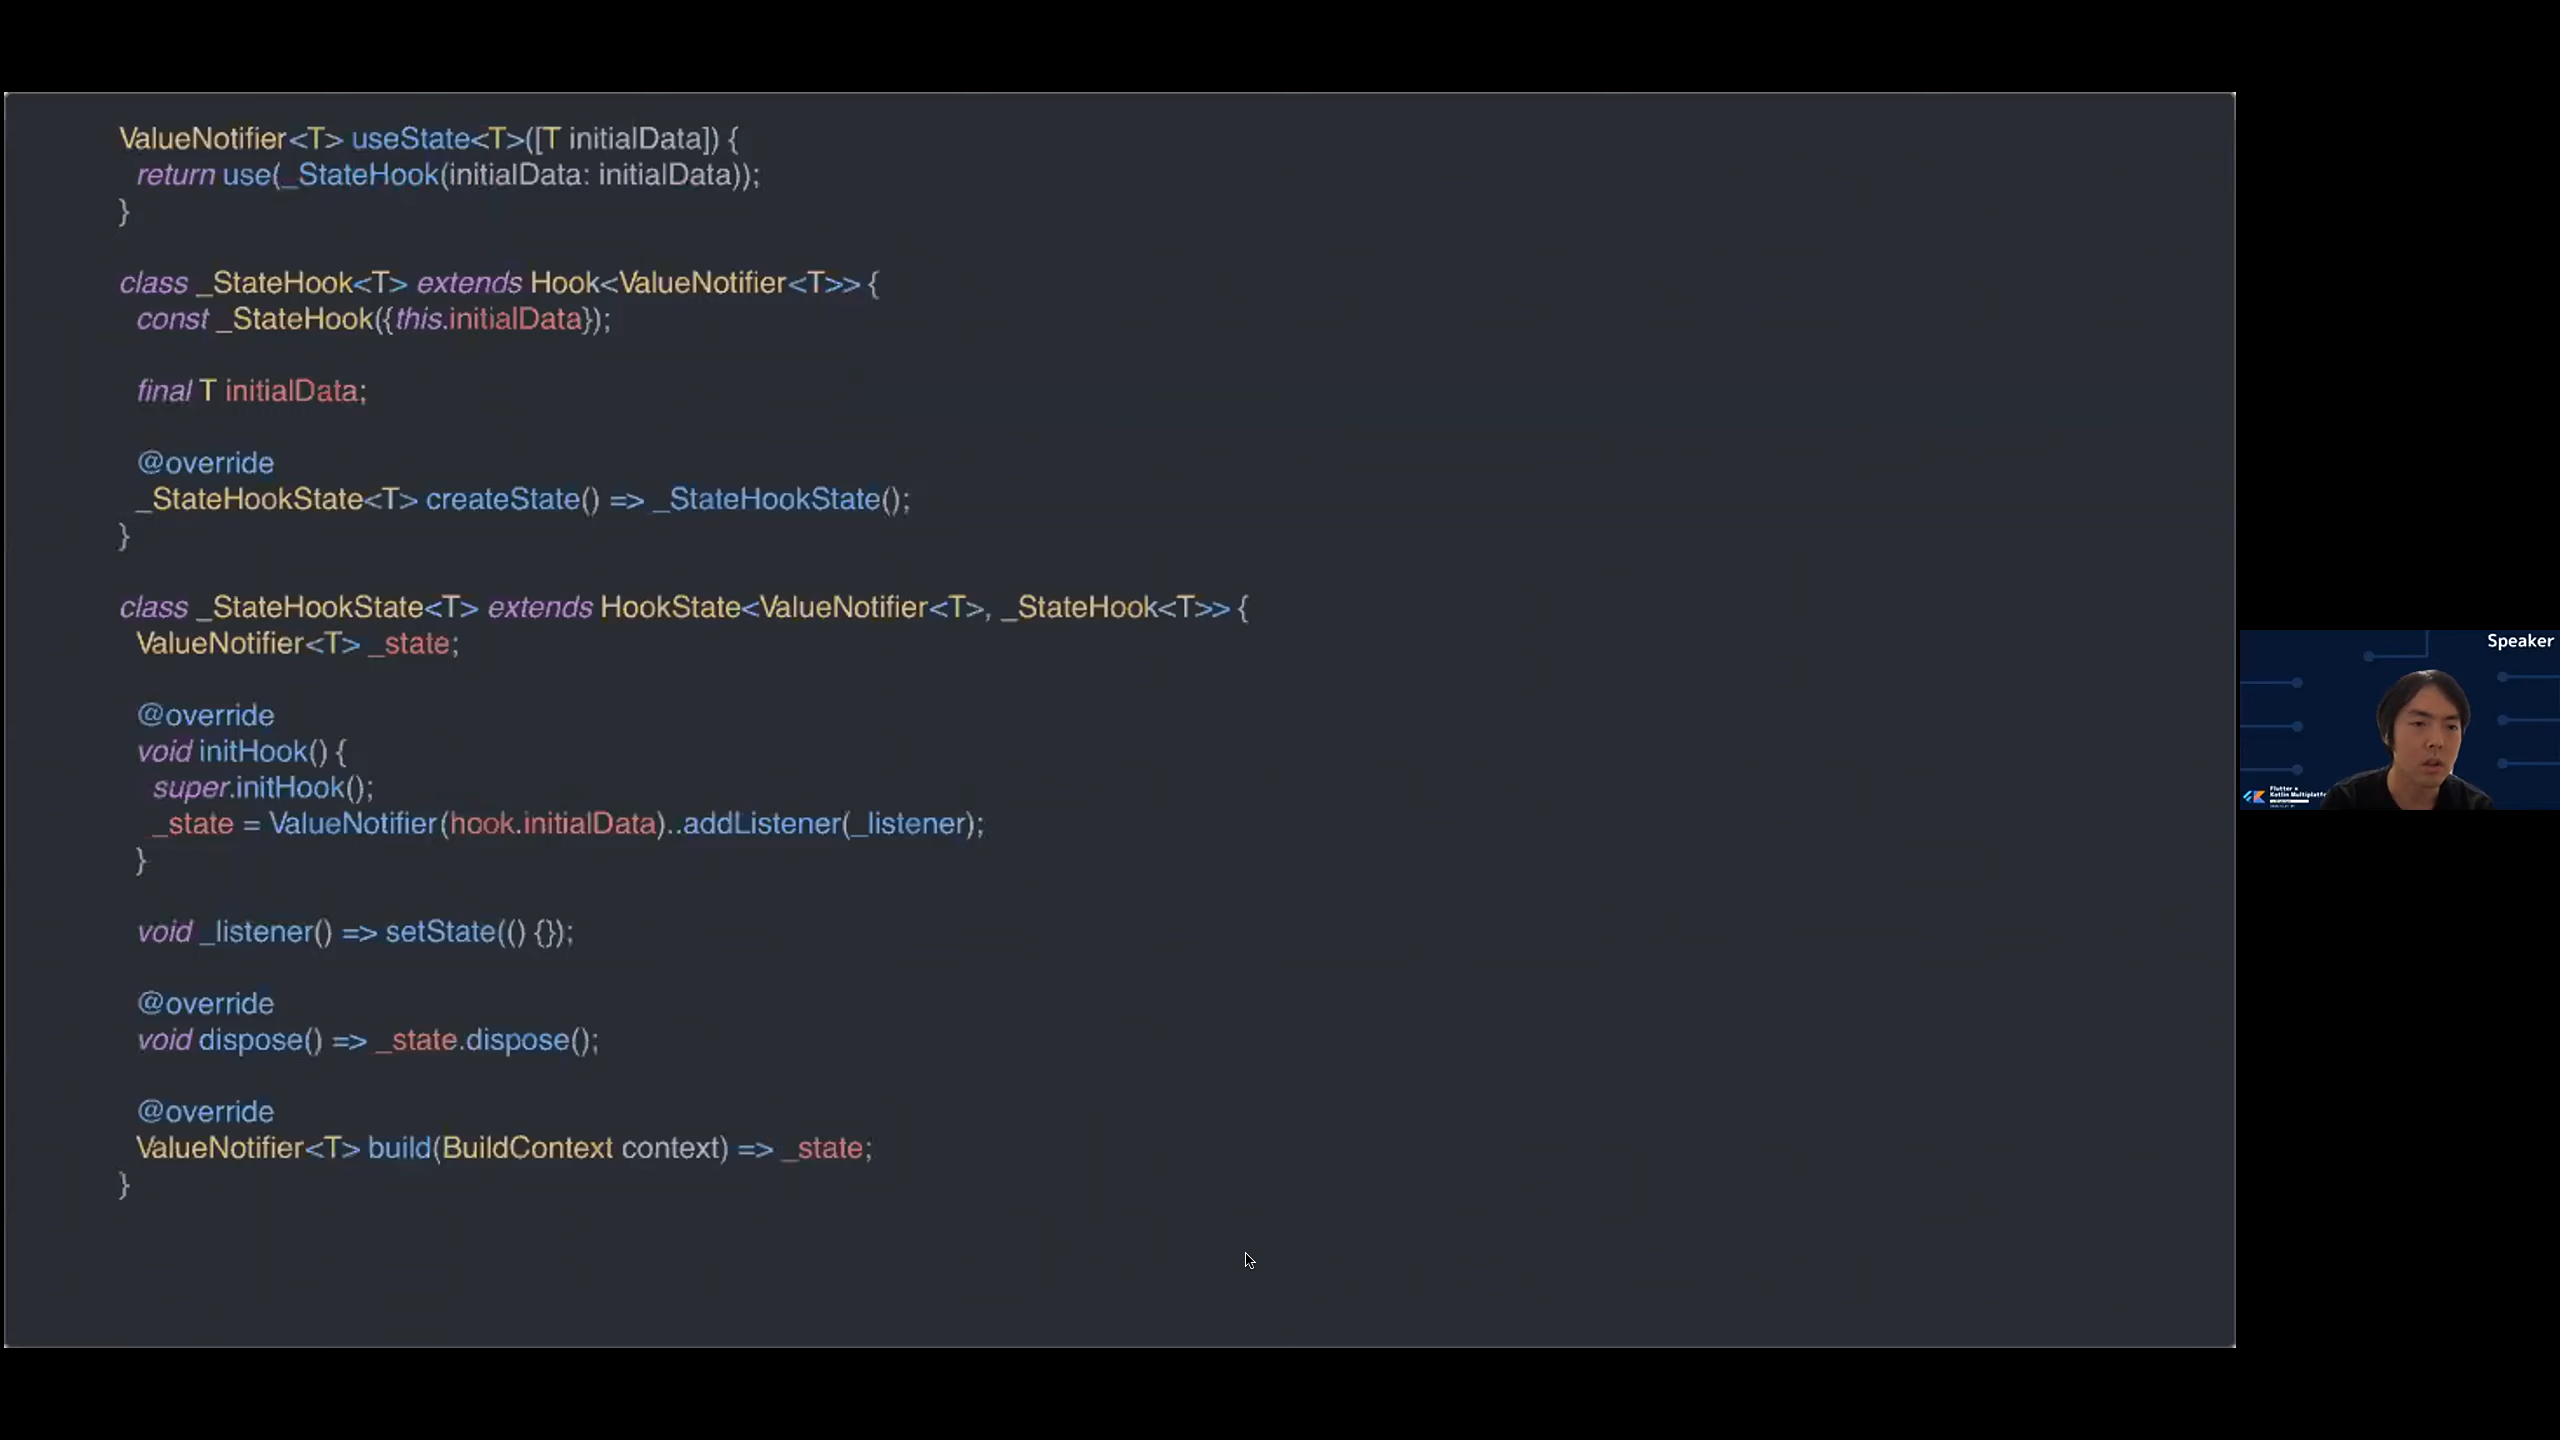 ValueNotifier<T> useState<T>([T initialData]) {
return use(_StateHook(initialData: initialData));
}
class _StateHook<T> extends Hook<ValueNotifier<T>> {
const _StateHook({this.initialData});
final T initialData;
@override
_StateHookState<T> createState() => _StateHookState();
}
class _StateHookState<T> extends HookState<ValueNotifier<T>, _StateHook<T>> {
ValueNotifier<T> _state;
@override
void initHook() {
super.initHook();
_state = ValueNotifier(hook.initialData)..addListener(_listener);
}
void _listener() => setState(() {});
@override
void dispose() => _state.dispose();
@override
ValueNotifier<T> build(BuildContext context) => _state;
}
Speaker
Flutter x
Kotlin Multiplatf